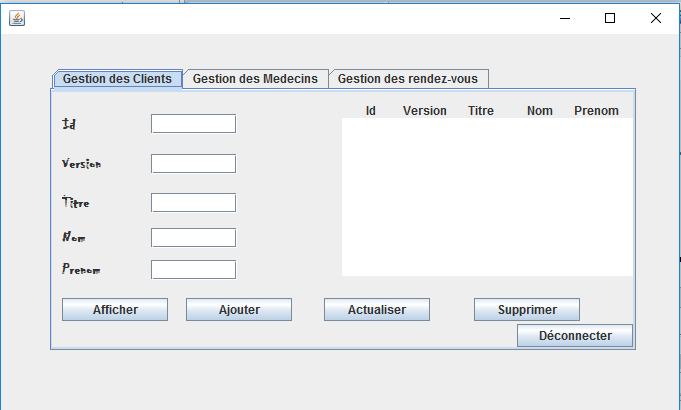 Gestion des Clients Gestion des Medecins Gestion des rendez-vous
Id Version Titre Nom Prenom
Id
Version
Titre
Nom
Prenom
Afficher Ajouter Actualiser Supprimer
Déconnecter